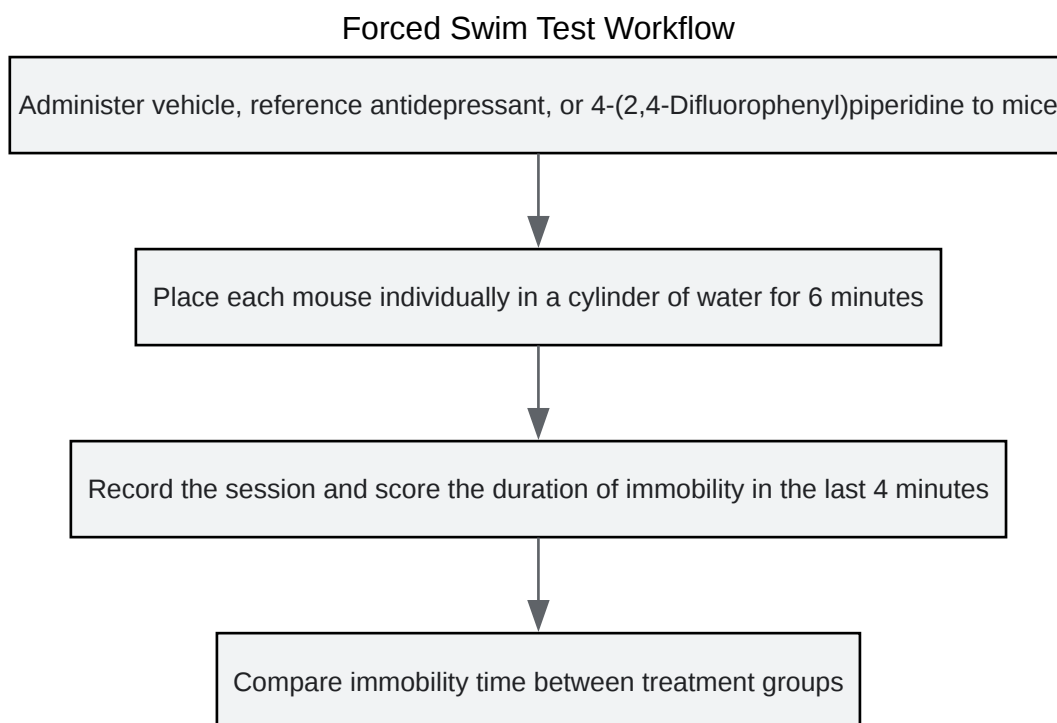 Forced Swim Test Workflow
Administer vehicle, reference antidepressant, or 4-(2,4-Difluorophenyl)piperidine to mice
Place each mouse individually in a cylinder of water for 6 minutes
Record the session and score the duration of immobility in the last 4 minutes
Compare immobility time between treatment groups